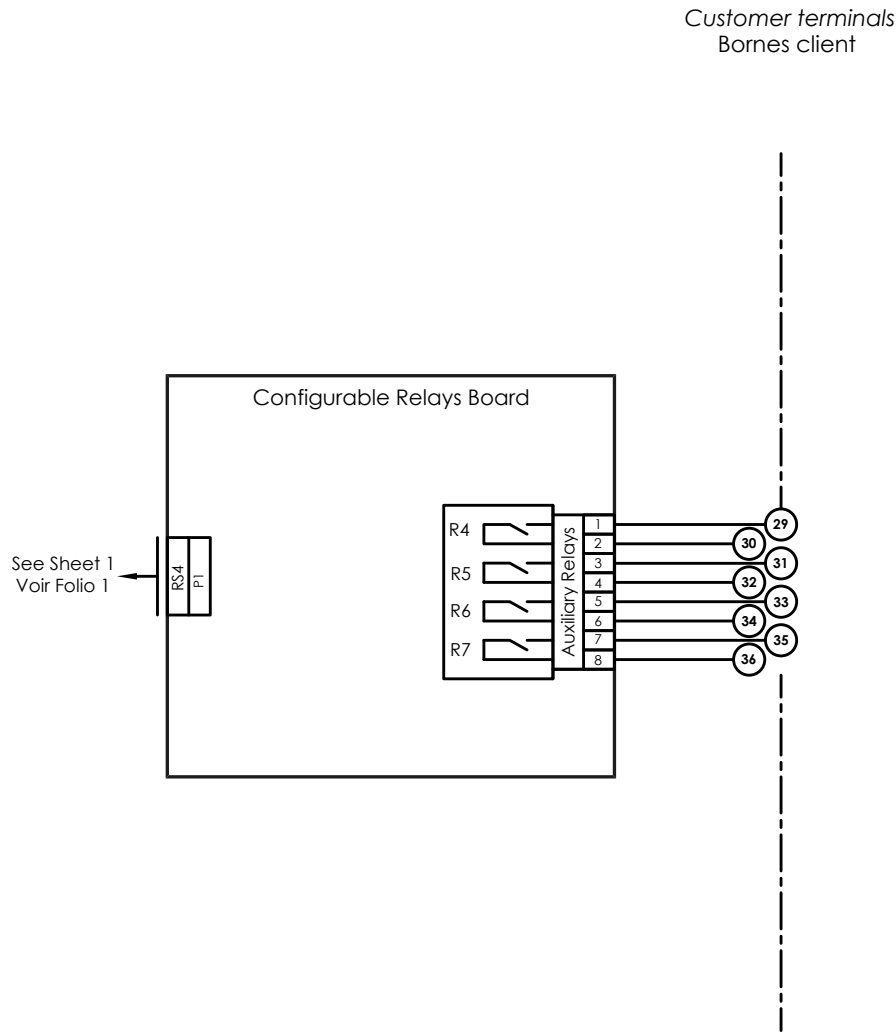 Customer terminals
Bornes client
Configurable Relays Board
See Sheet 1
Voir Folio 1
RS4
P1
R4
R5
R6
R7
Auxiliary Relays
1
2
3
4
5
6
7
8
29
30
31
32
33
34
35
36